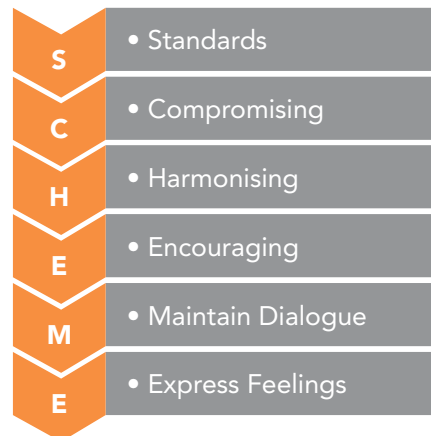 S
• Standards
C
• Compromising
H
• Harmonising
E
• Encouraging
M
• Maintain Dialogue
E
• Express Feelings